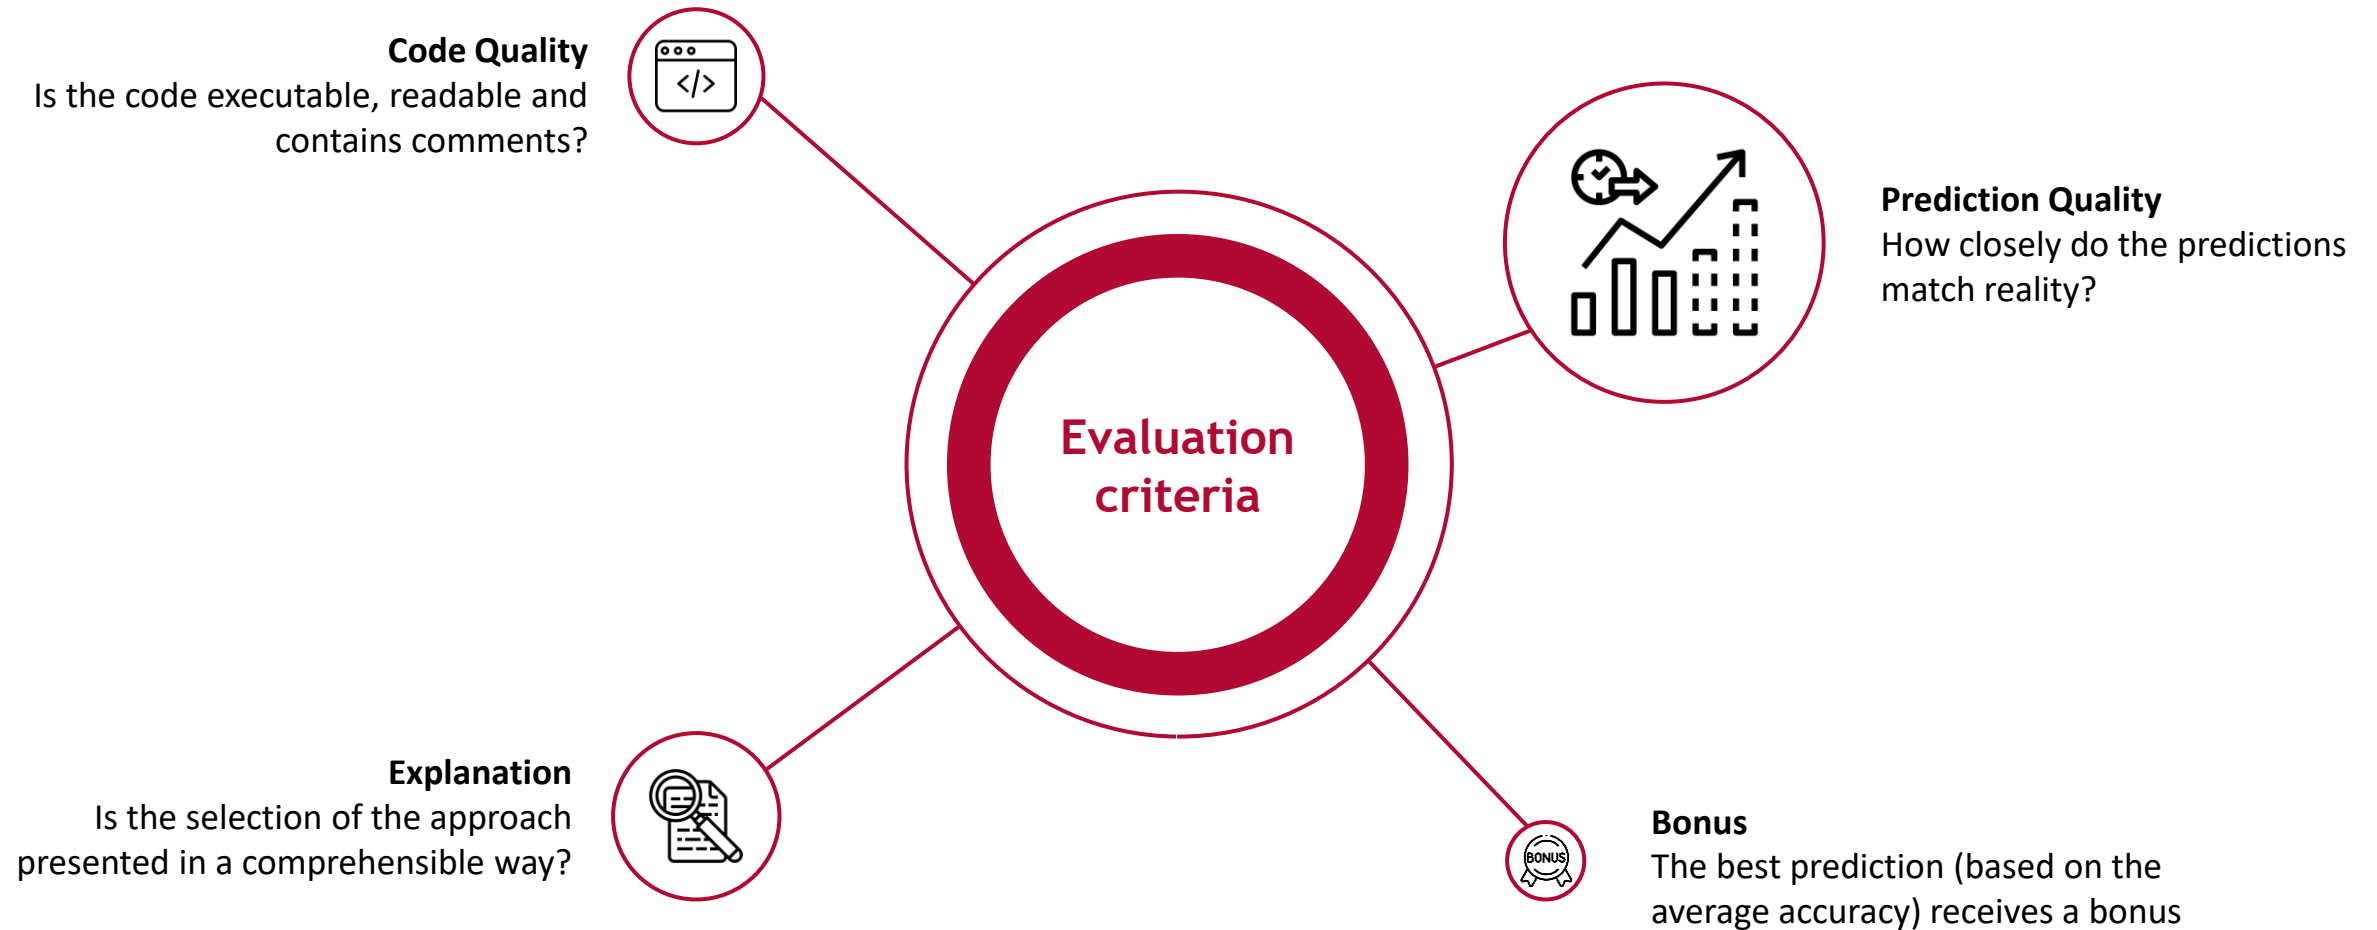 Code Quality
Is the code executable, readable and
contains comments?
</>
Prediction Quality
How closely do the predictions
match reality?
Evaluation
criteria
Explanation
Is the selection of the approach
presented in a comprehensible way?
BONUS
Bonus
The best prediction (based on the
average accuracy) receives a bonus